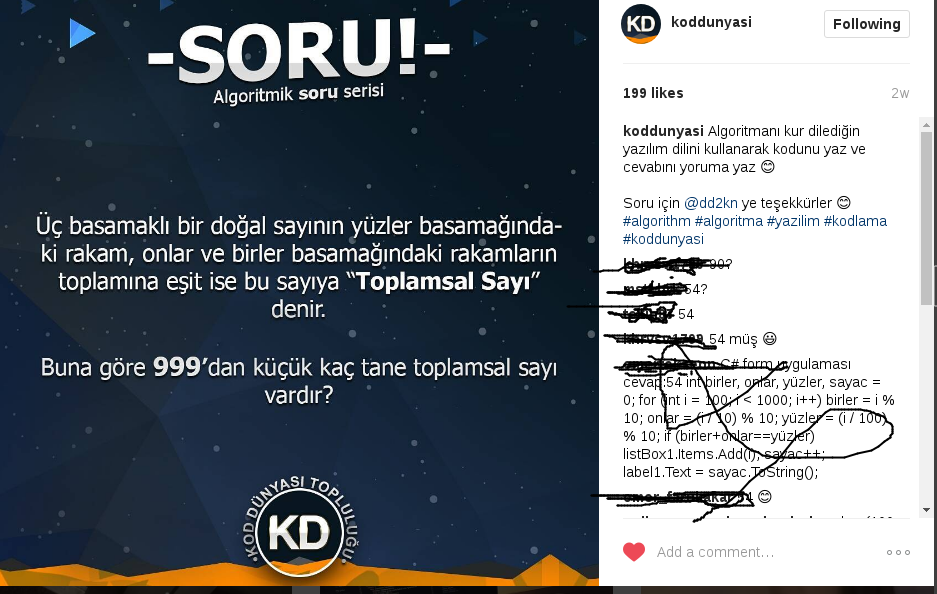 -SORU!-
Algoritmik soru serisi
Üç basamaklı bir doğal sayının yüzler basamağında-
ki rakam, onlar ve birler basamağındaki rakamların
toplamına eşit ise bu sayıya “Toplamsal Sayı”
denir.
Buna göre 999’dan küçük kaç tane toplamsal sayı
vardır?
KOD DÜNYASI TOPLULUĞU
KD
KD
koddunyasi
Following
199 likes
2w
koddunyasi Algoritmanı kur dilediğin
yazılım dilini kullanarak kodunu yaz ve
cevabını yoruma yaz 😊
Soru için @dd2kn ye teşekkürler 😊
#algorithm #algoritma #yazilim #kodlama
#koddunyasi
90?
54?
54
54 müş 😃
C# form uygulaması
cevap:54 int birler, onlar, yüzler, sayac =
0; for (int i = 100; i < 1000; i++) birler = i %
10; onlar = (i / 10) % 10; yüzler = (i / 100)
% 10; if (birler+onlar==yüzler)
listBox1.Items.Add(i); sayac++;
label1.Text = sayac.ToString();
54 😊
Add a comment...